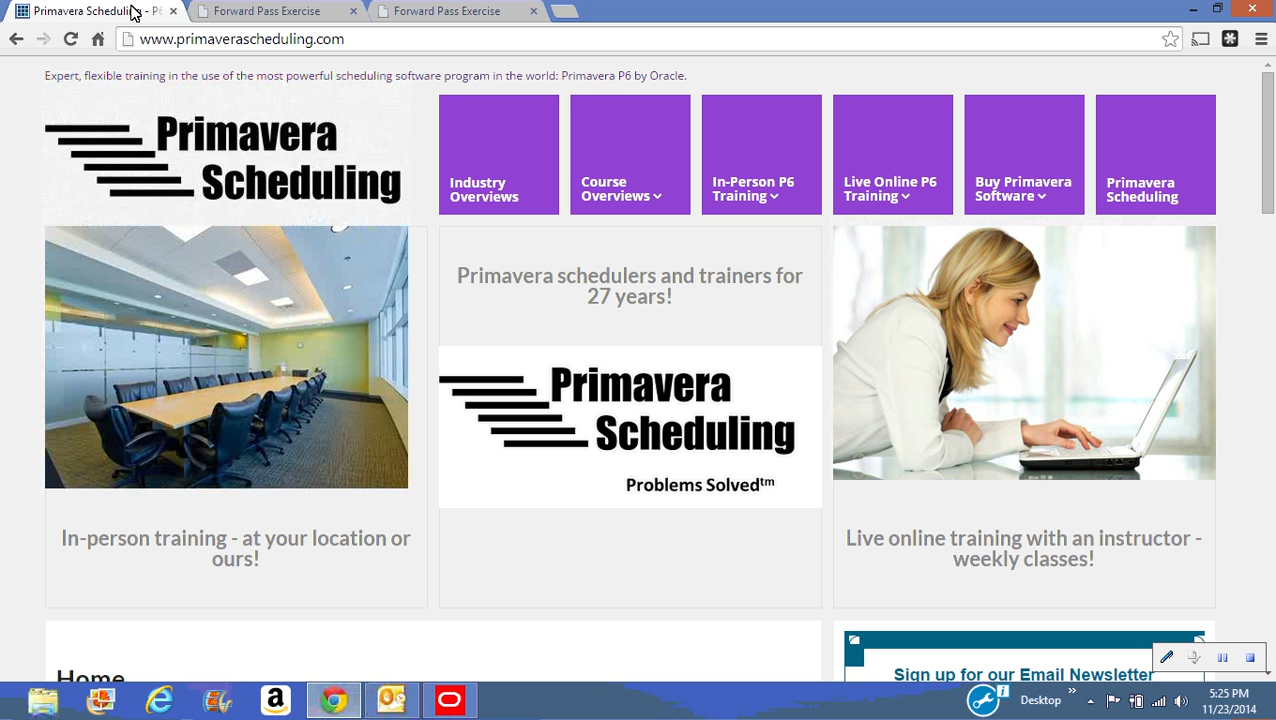 Primavera Scheduling - P6
Forward Pass Exercise
Forward Pass Exercise
www.primaverascheduling.com
Expert, flexible training in the use of the most powerful scheduling software program in the world: Primavera P6 by Oracle.
Primavera
Scheduling
Industry
Overviews
Course
Overviews
In-Person P6
Training
Live Online P6
Training
Buy Primavera
Software
Primavera
Scheduling
Primavera schedulers and trainers for
27 years!
Primavera
Scheduling
Problems Solved™
In-person training - at your location or
ours!
Live online training with an instructor -
weekly classes!
Home
Sign up for our Email Newsletter
Desktop
5:25 PM
11/23/2014